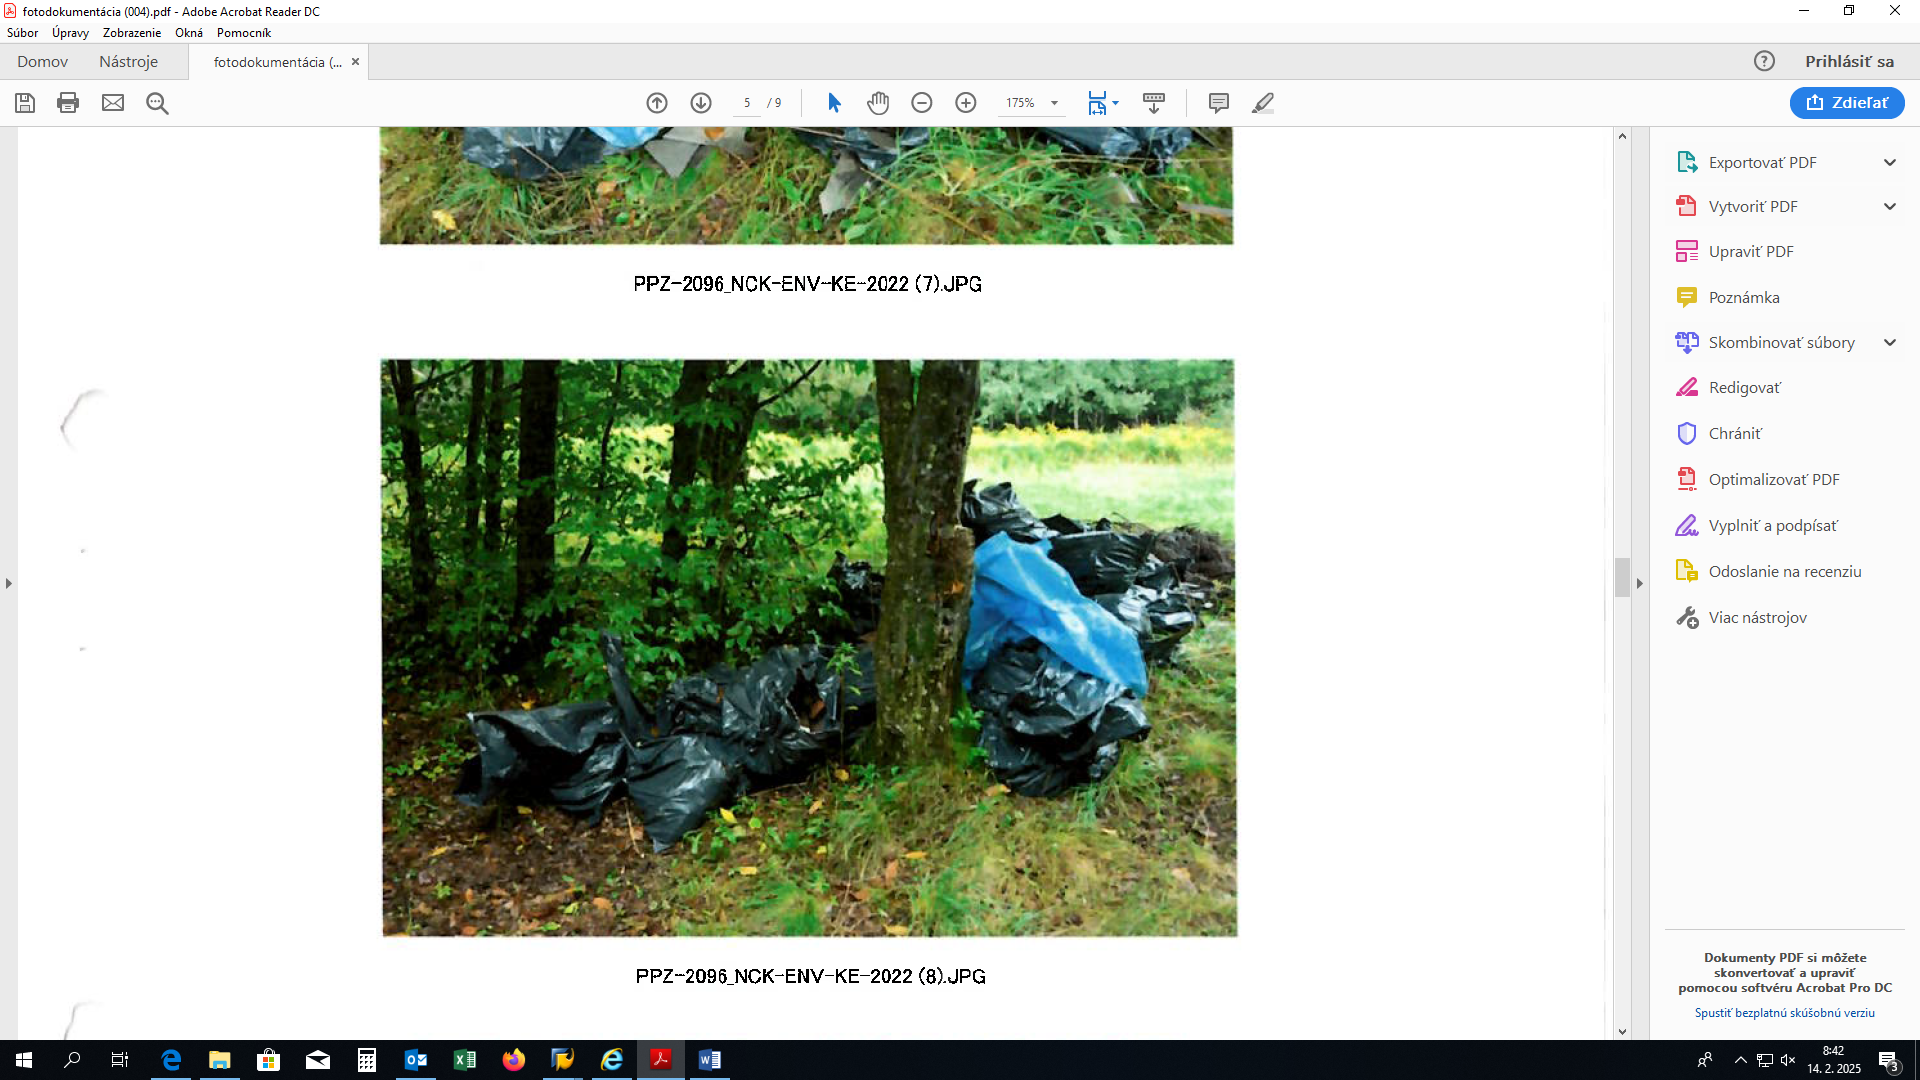 fotodokumentácia (004).pdf - Adobe Acrobat Reader DC
Súbor Úpravy Zobrazenie Okná Pomocník
Domov Nástroje fotodokumentácia (... × Prihlásiť sa
5 / 9 175% Zdieľať
PPZ-2096_NCK-ENV-KE-2022 (7).JPG
PPZ-2096_NCK-ENV-KE-2022 (8).JPG
Exportovať PDF
Vytvoriť PDF
Upraviť PDF
Poznámka
Skombinovať súbory
Redigovať
Chrániť
Optimalizovať PDF
Vyplniť a podpísať
Odoslanie na recenziu
Viac nástrojov
Dokumenty PDF si môžete
skonvertovať a upraviť
pomocou softvéru Acrobat Pro DC
Spustiť bezplatnú skúšobnú verziu
8:42
14. 2. 2025
3